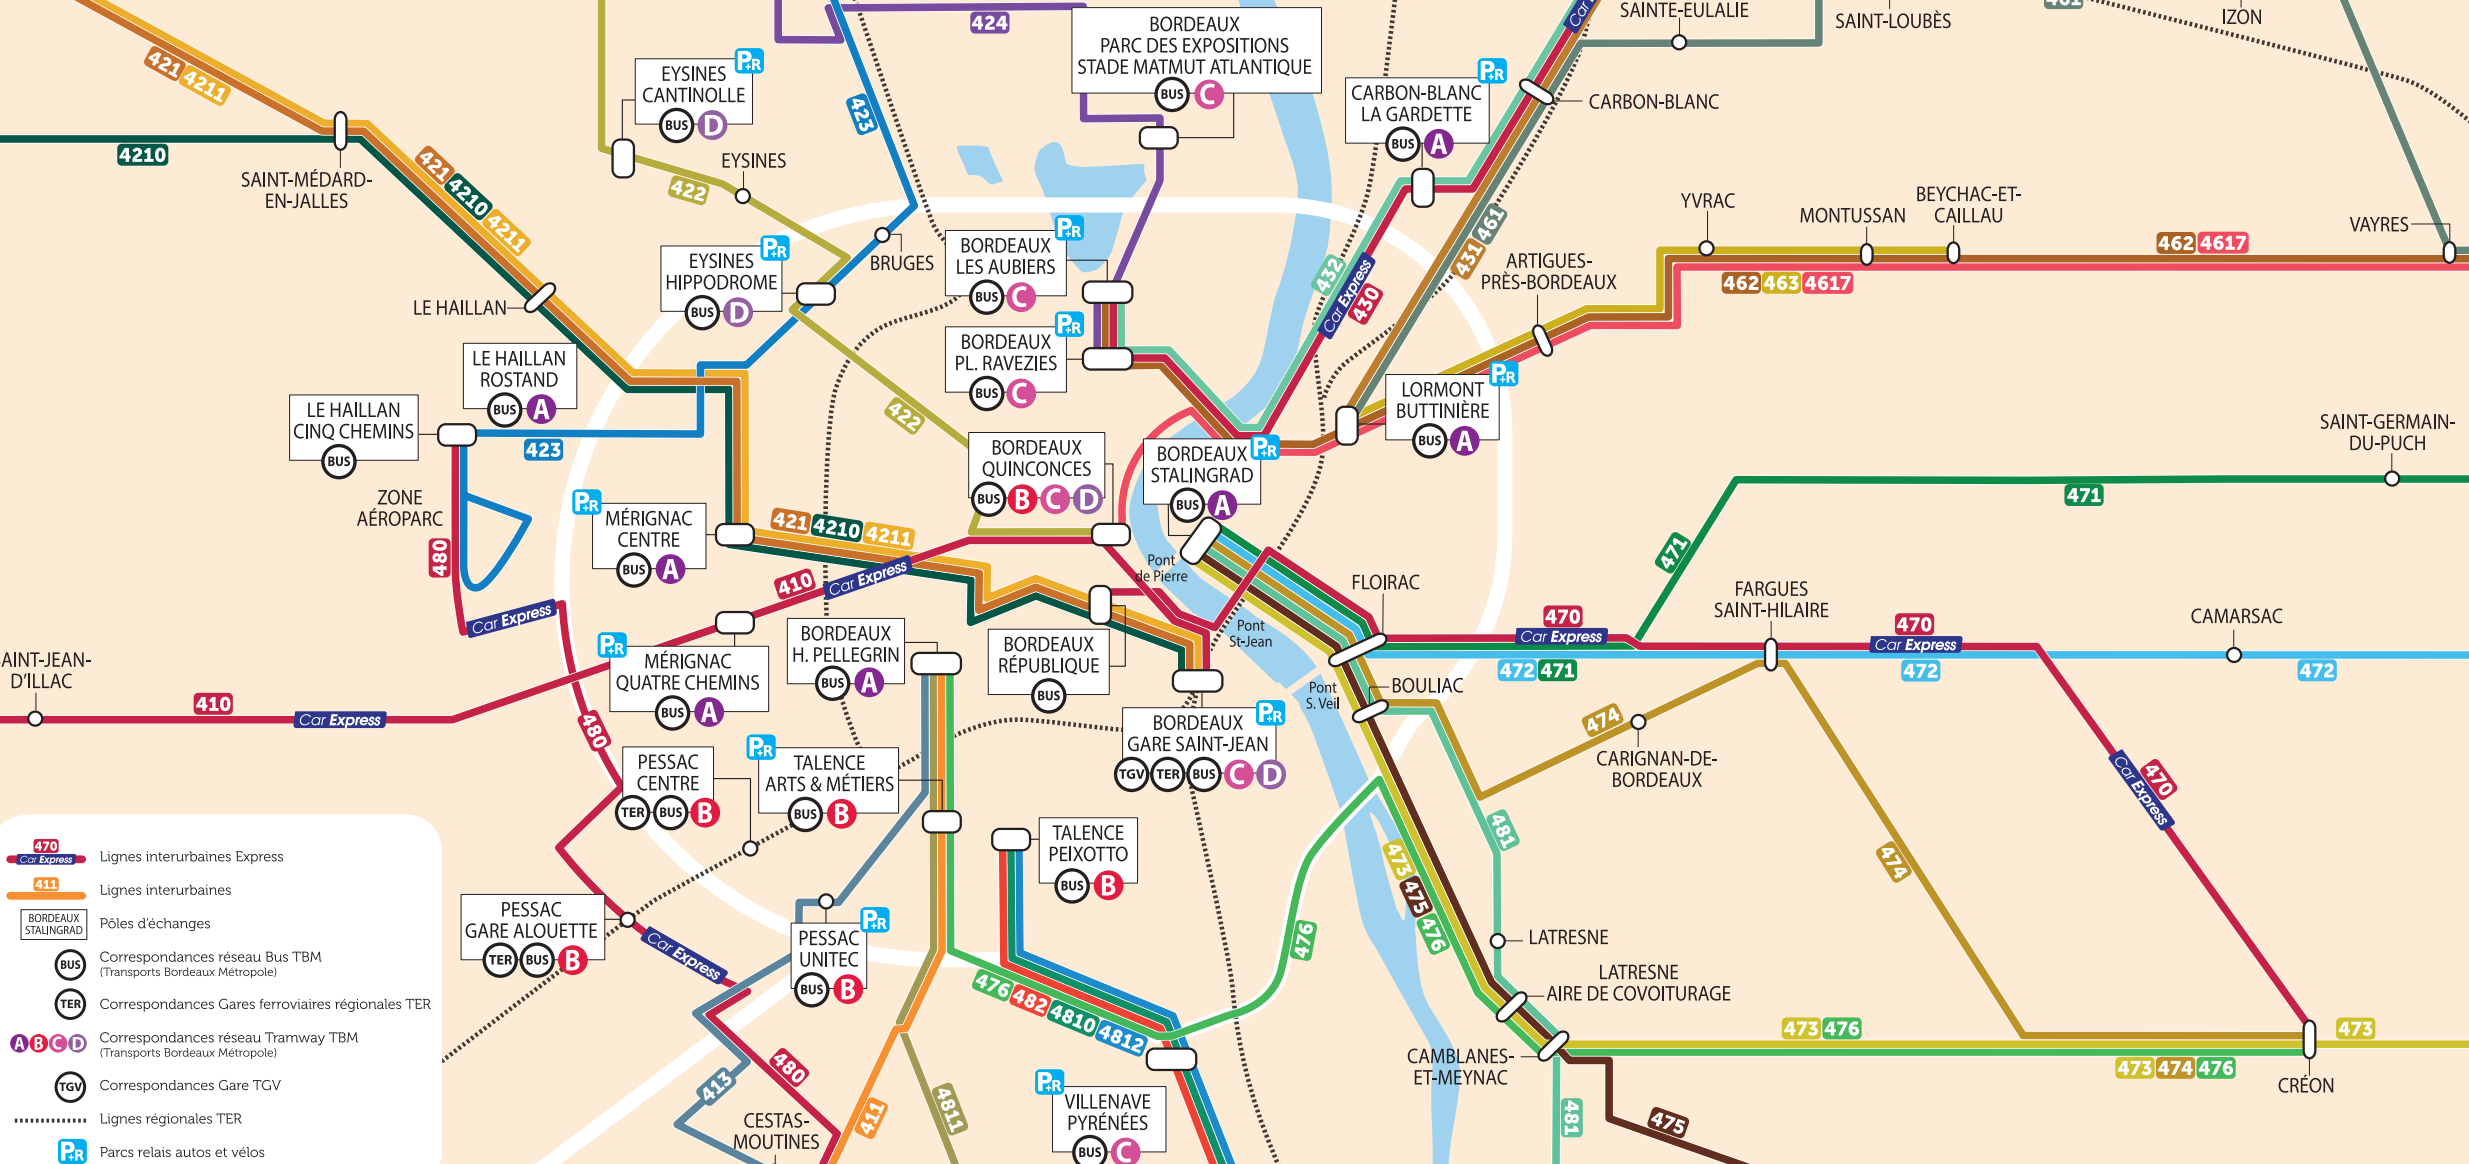 424
BORDEAUX
PARC DES EXPOSITIONS
STADE MATMUT ATLANTIQUE
BUS C
SAINTE-EULALIE
SAINT-LOUBÈS
461
IZON
Car
421 4211
4210
SAINT-MÉDARD-
EN-JALLES
421 4210 4211
P+R
EYSINES
CANTINOLLE
BUS D
EYSINES
422
423
P+R
CARBON-BLANC
LA GARDETTE
BUS A
CARBON-BLANC
LE HAILLAN
P+R
EYSINES
HIPPODROME
BUS D
BRUGES
P+R
BORDEAUX
LES AUBIERS
BUS C
432
Car Express
430
431 461
ARTIGUES-
PRÈS-BORDEAUX
YVRAC
MONTUSSAN
BEYCHAC-ET-
CAILLAU
462 4617
462 463 4617
VAYRES
LE HAILLAN
ROSTAND
BUS A
P+R
BORDEAUX
PL. RAVEZIES
BUS C
P+R
LORMONT
BUTTINIÈRE
BUS A
LE HAILLAN
CINQ CHEMINS
BUS
423
422
BORDEAUX
QUINCONCES
BUS B C D
P+R
BORDEAUX
STALINGRAD
BUS A
SAINT-GERMAIN-
DU-PUCH
471
ZONE
AÉROPARC
480
P+R
MÉRIGNAC
CENTRE
BUS A
421 4210 4211
410
Car Express
Pont
de Pierre
471
Car Express
FLOIRAC
FARGUES
SAINT-HILAIRE
470
Car Express
472 471
470
Car Express
472
CAMARSAC
472
SAINT-JEAN-
D'ILLAC
410
Car Express
480
P+R
MÉRIGNAC
QUATRE CHEMINS
BUS A
BORDEAUX
H. PELLEGRIN
BUS A
BORDEAUX
RÉPUBLIQUE
BUS
Pont
St-Jean
Pont
S. Veil
BOULIAC
P+R
BORDEAUX
GARE SAINT-JEAN
TGV TER BUS C D
474
CARIGNAN-DE-
BORDEAUX
470
Car Express
PESSAC
CENTRE
TER BUS B
P+R
TALENCE
ARTS & MÉTIERS
BUS B
TALENCE
PEIXOTTO
BUS B
481
474
473 475 476
476
PESSAC
GARE ALOUETTE
TER BUS B
Car Express
P+R
PESSAC
UNITEC
BUS B
LATRESNE
LATRESNE
AIRE DE COVOITURAGE
476 482 4810 4812
CAMBLANES-
ET-MEYNAC
473 476
473
473 474 476
CRÉON
480
413
411
4811
CESTAS-
MOUTINES
P+R
VILLENAVE
PYRÉNÉES
BUS C
481
475
470
Car Express
Lignes interurbaines Express
411
Lignes interurbaines
BORDEAUX
STALINGRAD
Pôles d'échanges
BUS
Correspondances réseau Bus TBM
(Transports Bordeaux Métropole)
TER
Correspondances Gares ferroviaires régionales TER
A B C D
Correspondances réseau Tramway TBM
(Transports Bordeaux Métropole)
TGV
Correspondances Gare TGV
Lignes régionales TER
P+R
Parcs relais autos et vélos